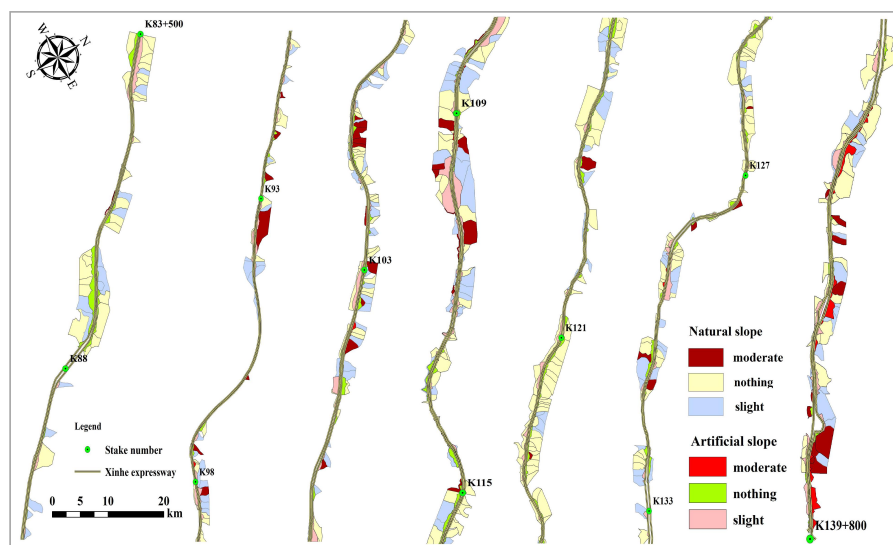 K83+500
W
N
S
E
K109
K127
K93
K103
K121
K88
Natural slope
moderate
nothing
slight
Legend
Stake number
Xinhe expressway
Artificial slope
moderate
nothing
slight
K98
K115
K133
K139+800
0 5 10 20
km